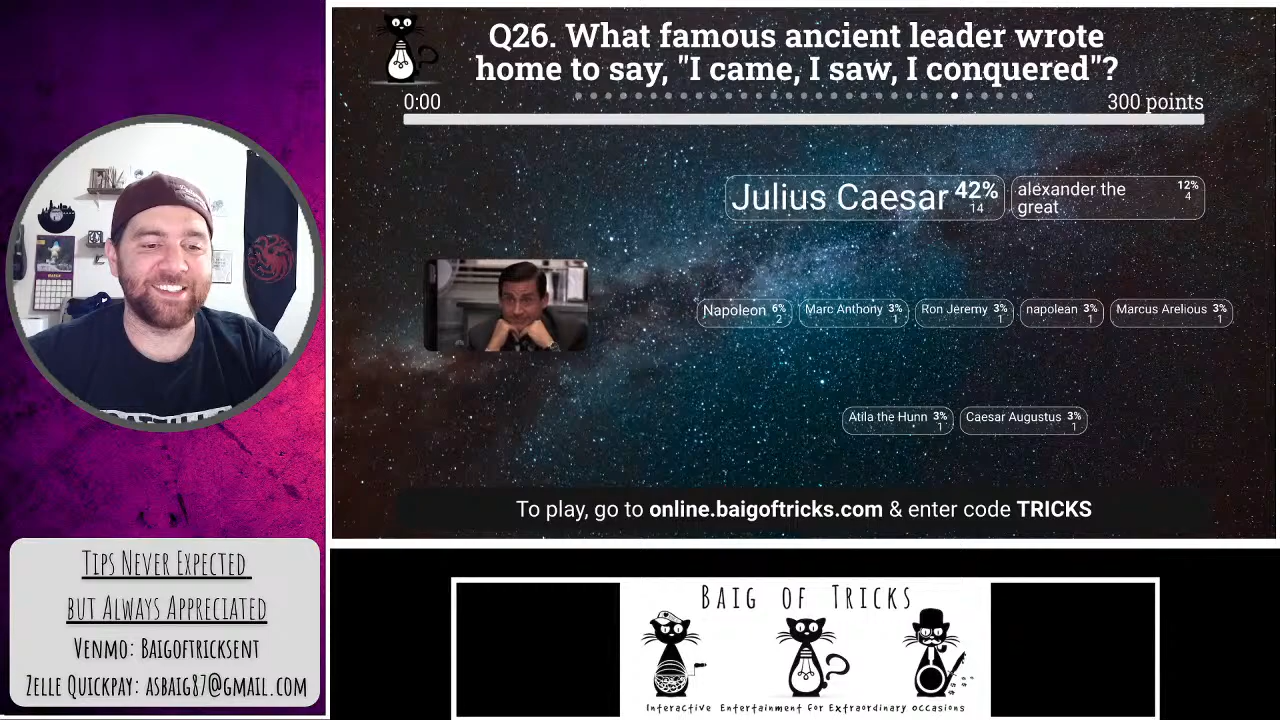 Q26. What famous ancient leader wrote
home to say, "I came, I saw, I conquered"?
0:00
300 points
Julius Caesar 42%
14
alexander the
great
12%
4
Napoleon 6%
2
Marc Anthony 3%
1
Ron Jeremy 3%
1
napolean 3%
1
Marcus Arelious 3%
1
Atila the Hunn 3%
1
Caesar Augustus 3%
1
To play, go to online.baigoftricks.com & enter code TRICKS
Tips Never Expected
but Always Appreciated
Venmo: Baigoftricksent
Zelle Quickpay: asbaig87@gmail.com
Baig of Tricks
Interactive Entertainment for Extraordinary Occasions